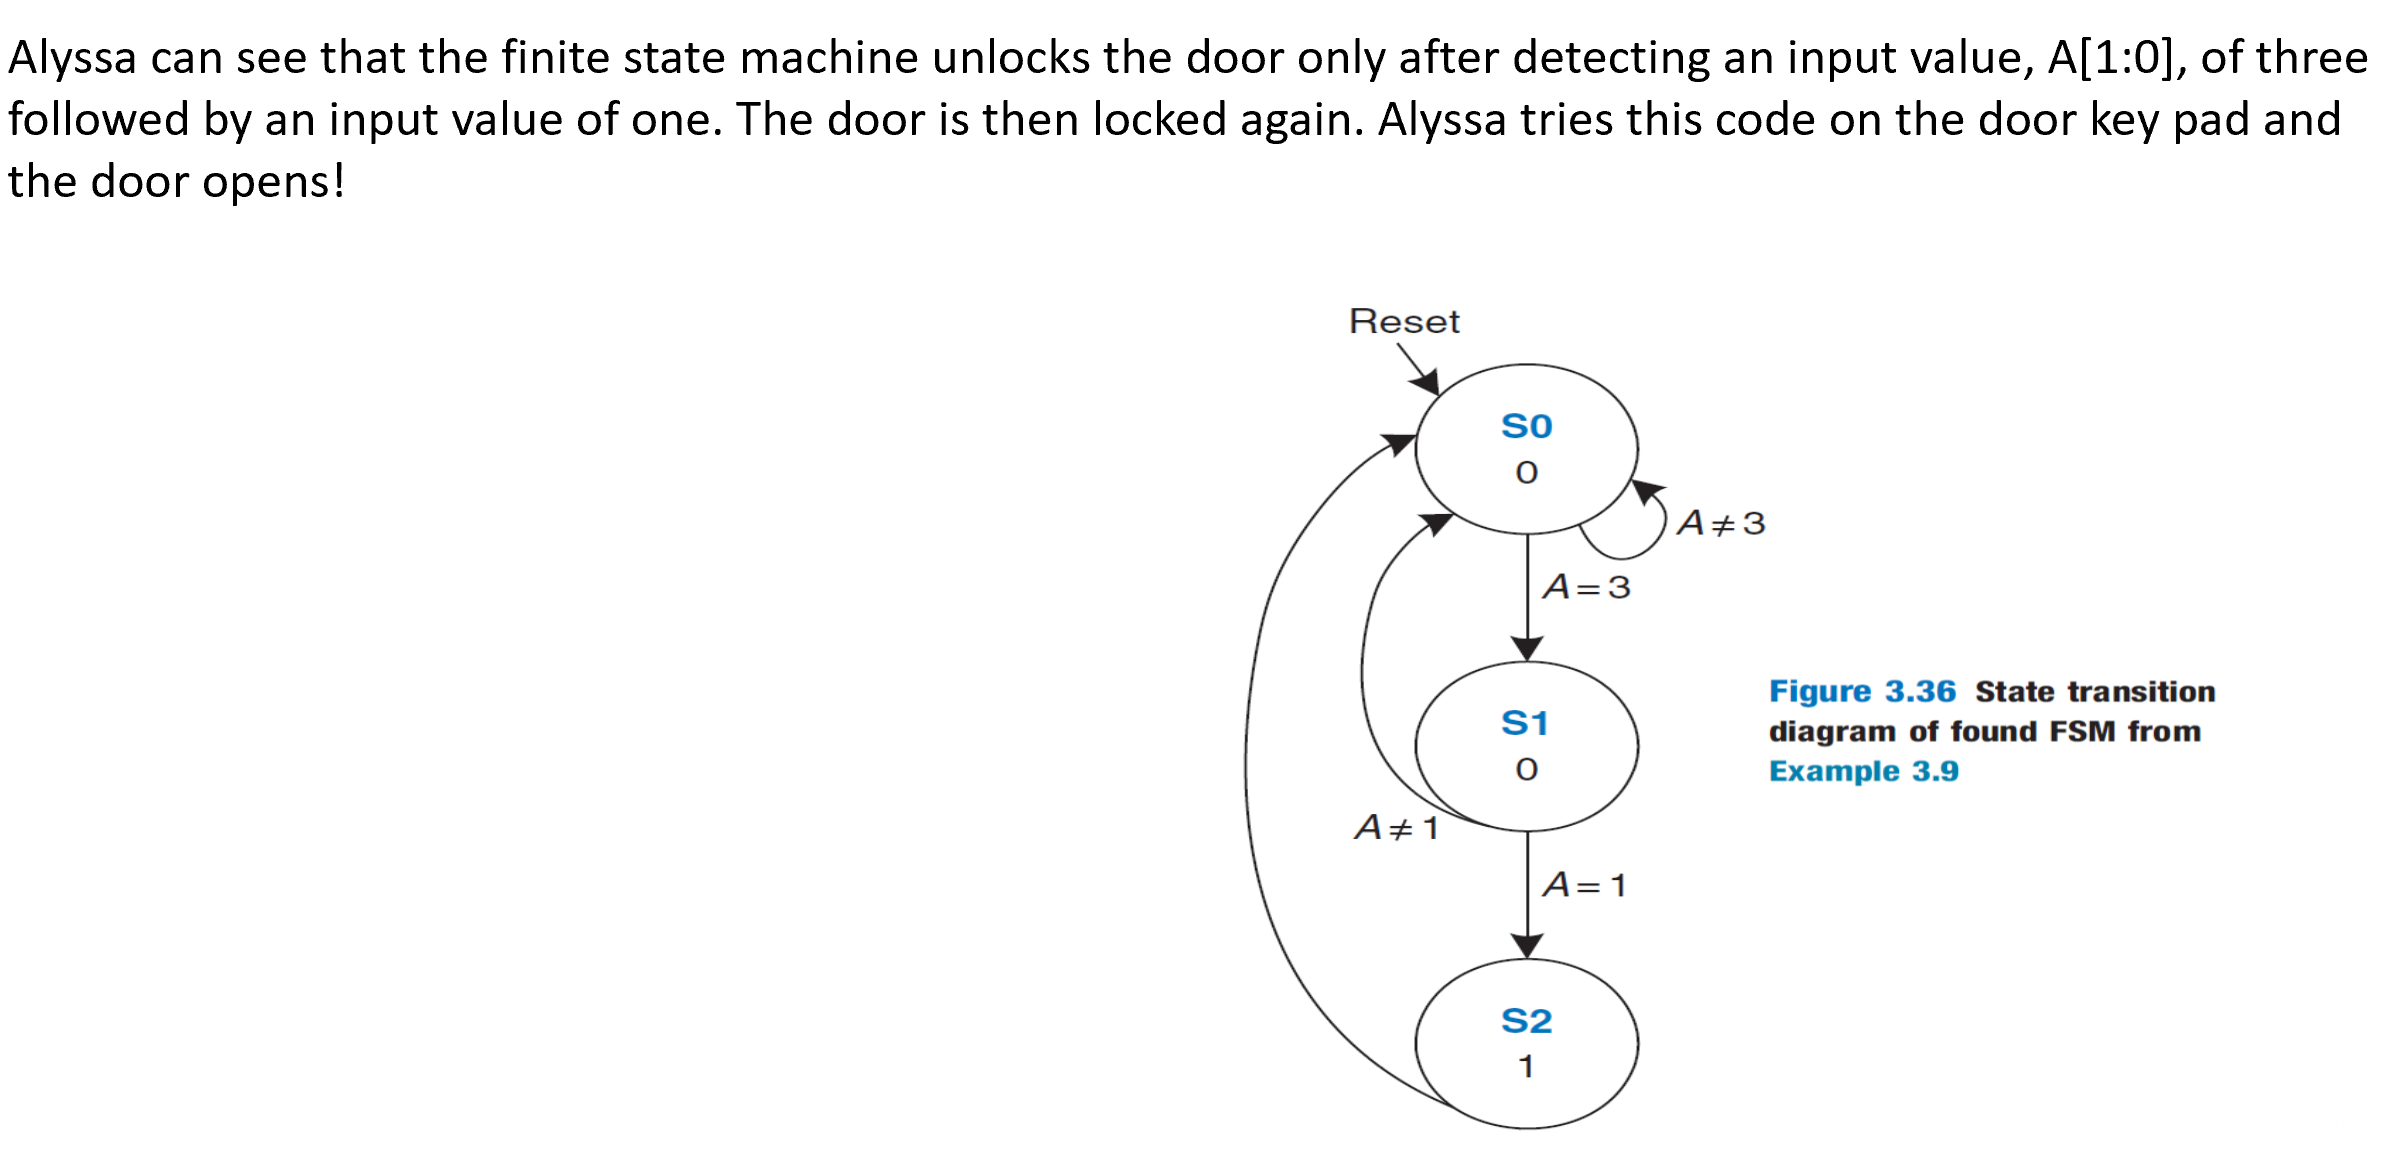 Alyssa can see that the finite state machine unlocks the door only after detecting an input value, A[1:0], of three
followed by an input value of one. The door is then locked again. Alyssa tries this code on the door key pad and
the door opens!
Reset
S0
0
A≠3
A=3
S1
0
A≠1
A=1
S2
1
Figure 3.36 State transition
diagram of found FSM from
Example 3.9